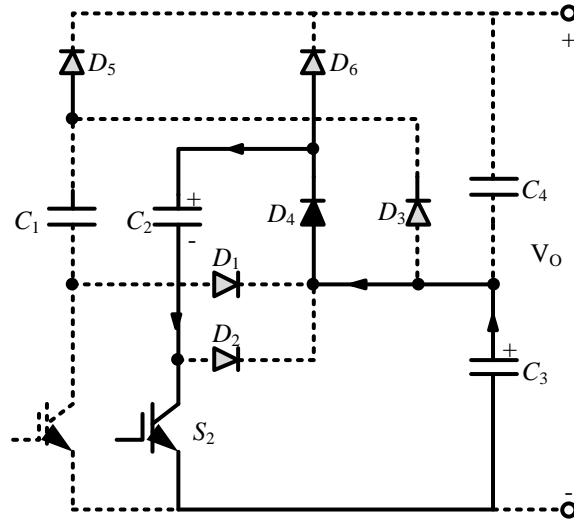 +
D5
D6
+
C1
C2
D4
D3
C4
-
D1
VO
D2
+
C3
S2
-